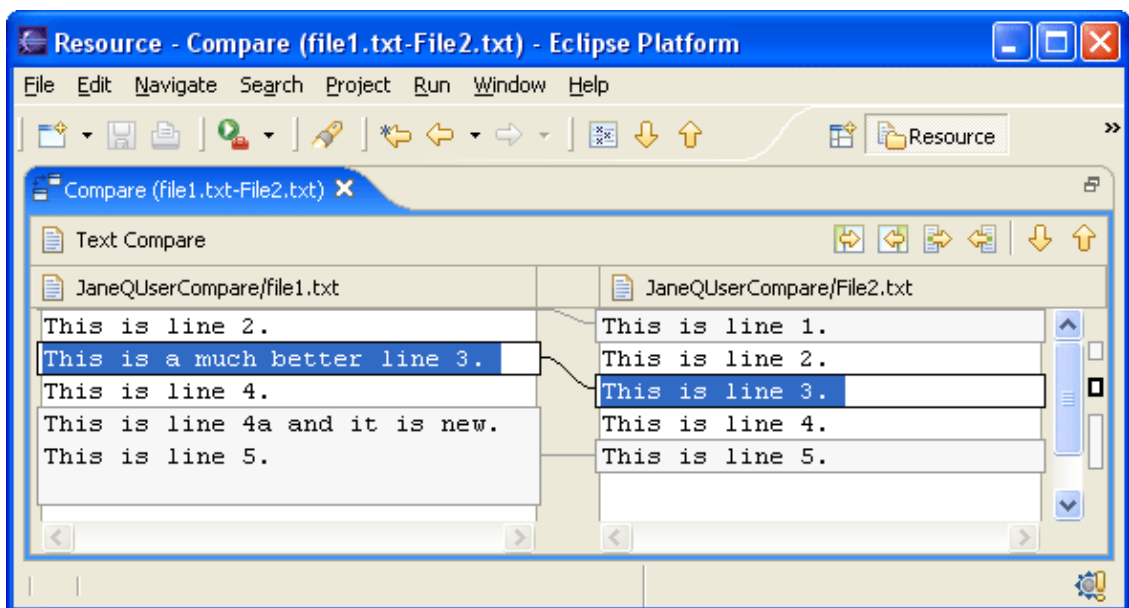 Resource - Compare (file1.txt-File2.txt) - Eclipse Platform
File Edit Navigate Search Project Run Window Help
Resource
Compare (file1.txt-File2.txt)
Text Compare
JaneQUserCompare/file1.txt
JaneQUserCompare/File2.txt
This is line 2.
This is a much better line 3.
This is line 4.
This is line 4a and it is new.
This is line 5.
This is line 1.
This is line 2.
This is line 3.
This is line 4.
This is line 5.